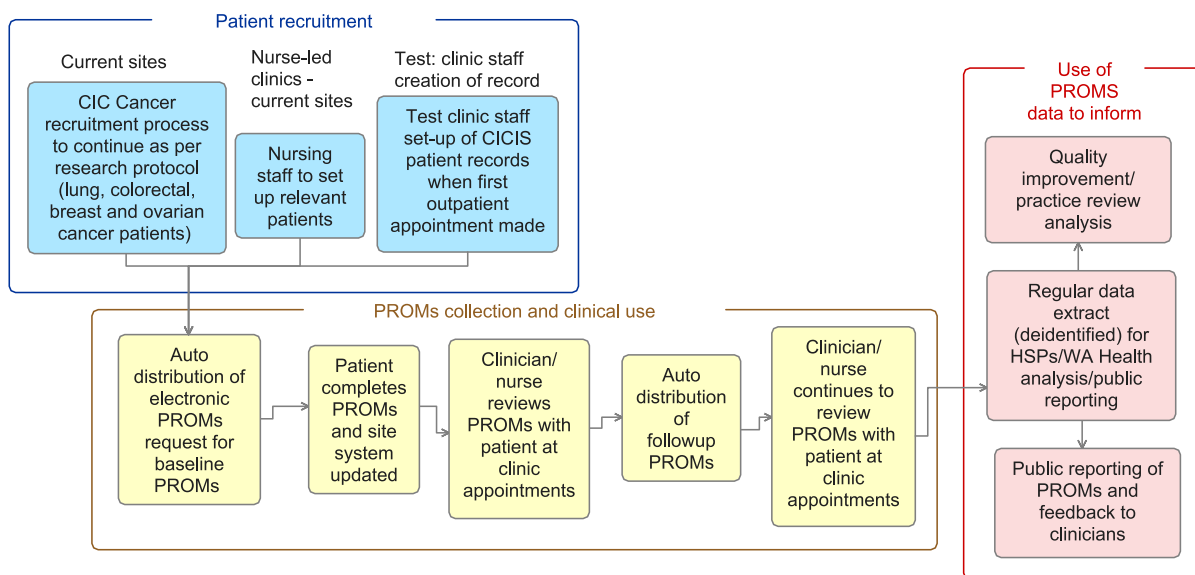 Patient recruitment
Current sites
CIC Cancer
recruitment process
to continue as per
research protocol
(lung, colorectal,
breast and ovarian
cancer patients)
Nurse-led
clinics -
current sites
Nursing
staff to set
up relevant
patients
Test: clinic staff
creation of record
Test clinic staff
set-up of CICIS
patient records
when first
outpatient
appointment made
PROMs collection and clinical use
Auto
distribution of
electronic
PROMs
request for
baseline
PROMs
Patient
completes
PROMs
and site
system
updated
Clinician/
nurse
reviews
PROMs with
patient at
clinic
appointments
Auto
distribution
of
followup
PROMs
Clinician/
nurse
continues to
review
PROMs with
patient at
clinic
appointments
Use of
PROMS
data to inform
Quality
improvement/
practice review
analysis
Regular data
extract
(deidentified) for
HSPs/WA Health
analysis/public
reporting
Public reporting of
PROMs and
feedback to
clinicians